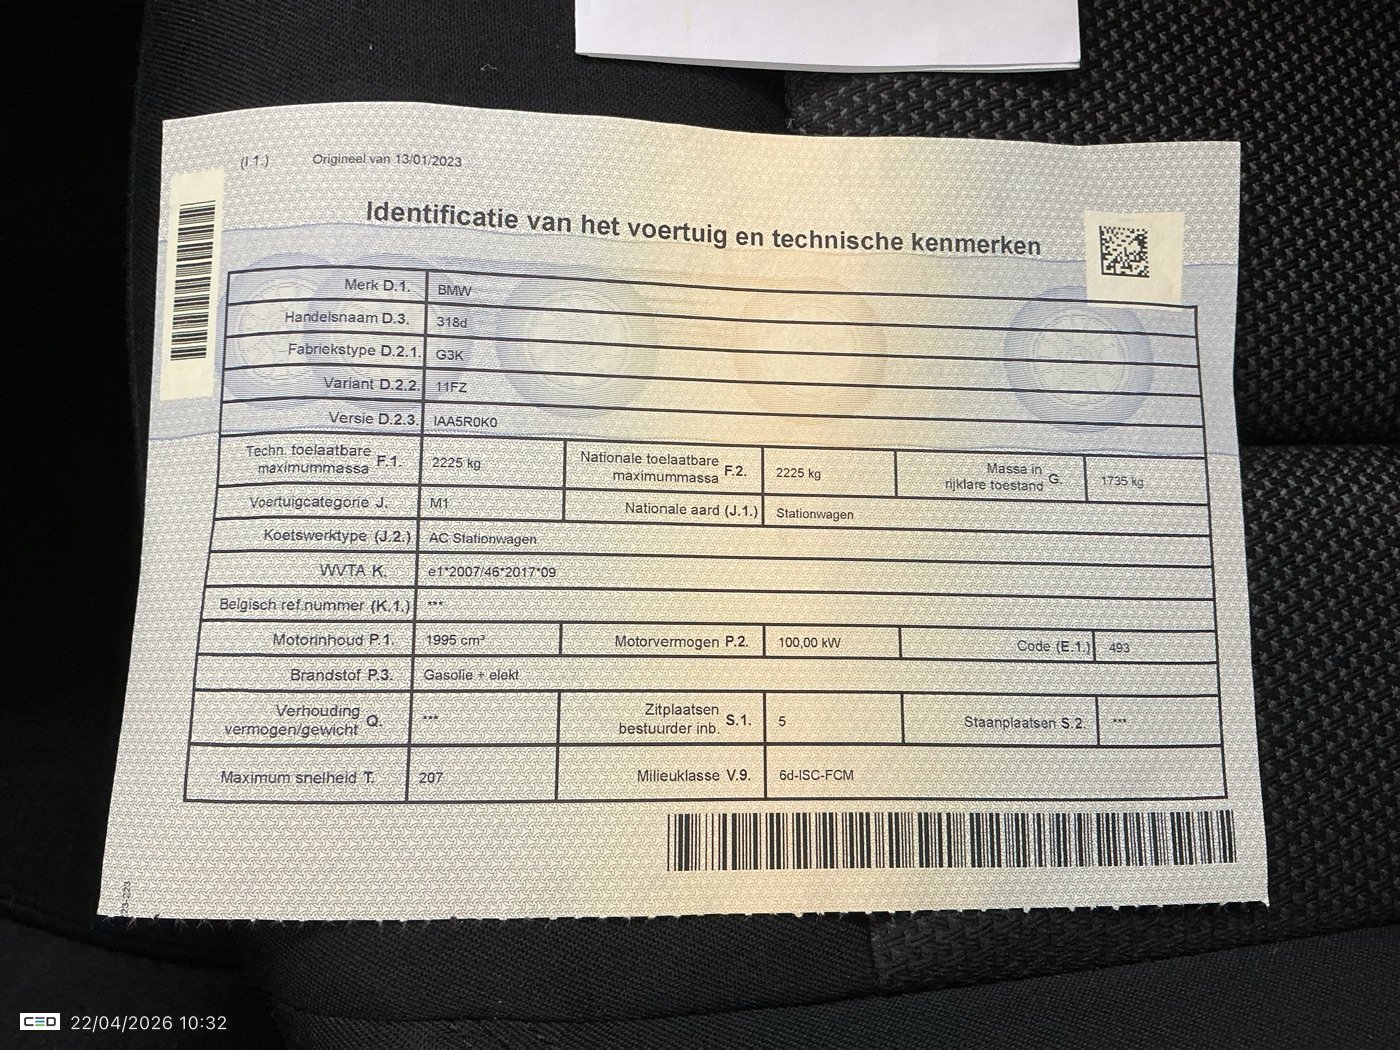 (I.1.) Origineel van 13/01/2023
Identificatie van het voertuig en technische kenmerken
Merk D.1. BMW
Handelsnaam D.3. 318d
Fabriekstype D.2.1. G3K
Variant D.2.2. 11FZ
Versie D.2.3. IAA5R0K0
Techn. toelaatbare maximummassa F.1. 2225 kg Nationale toelaatbare maximummassa F.2. 2225 kg Massa in rijklare toestand G. 1735 kg
Voertuigcategorie J. M1 Nationale aard (J.1.) Stationwagen
Koetswerktype (J.2.) AC Stationwagen
WVTA K. e1*2007/46*2017*09
Belgisch ref.nummer (K.1.) ***
Motorinhoud P.1. 1995 cm³ Motorvermogen P.2. 100,00 kW Code (E.1.) 493
Brandstof P.3. Gasolie + elekt
Verhouding vermogen/gewicht Q. *** Zitplaatsen bestuurder inb. S.1. 5 Staanplaatsen S.2. ***
Maximum snelheid T. 207 Milieuklasse V.9. 6d-ISC-FCM
CED 22/04/2026 10:32